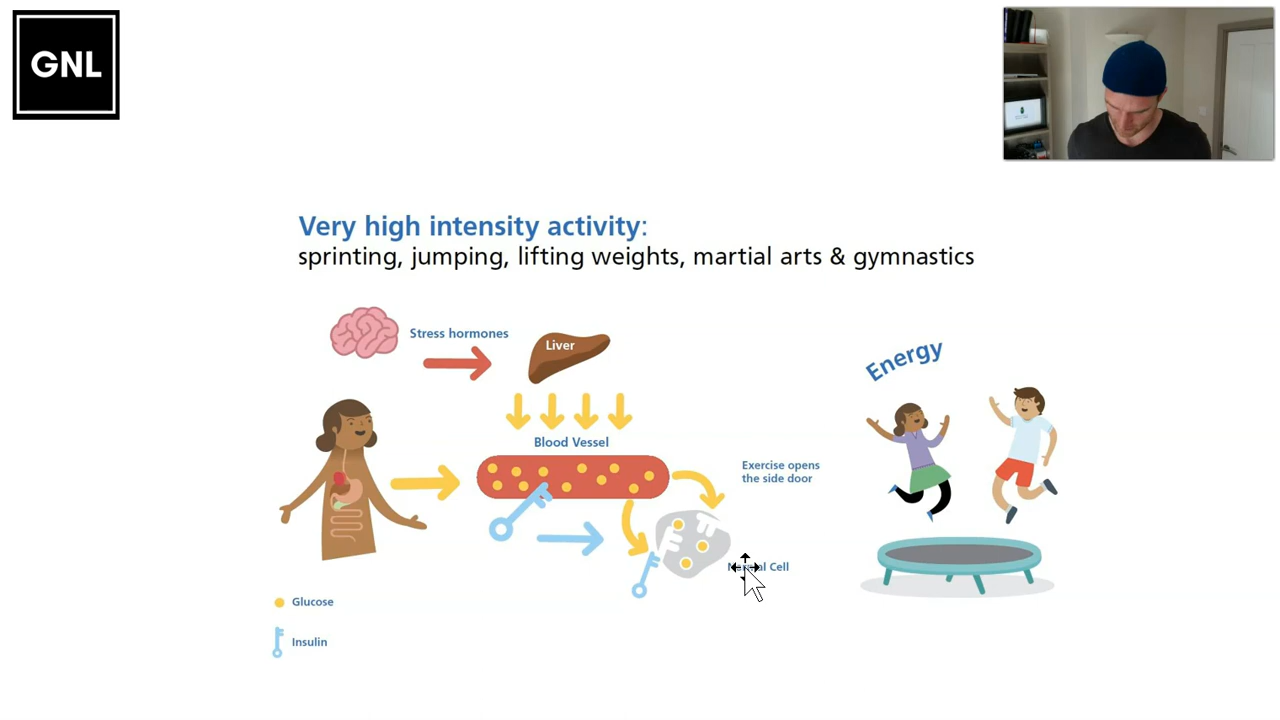 GNL
Very high intensity activity:
sprinting, jumping, lifting weights, martial arts & gymnastics
Stress hormones
Liver
Energy
Blood Vessel
Exercise opens
the side door
Cell
Glucose
Insulin